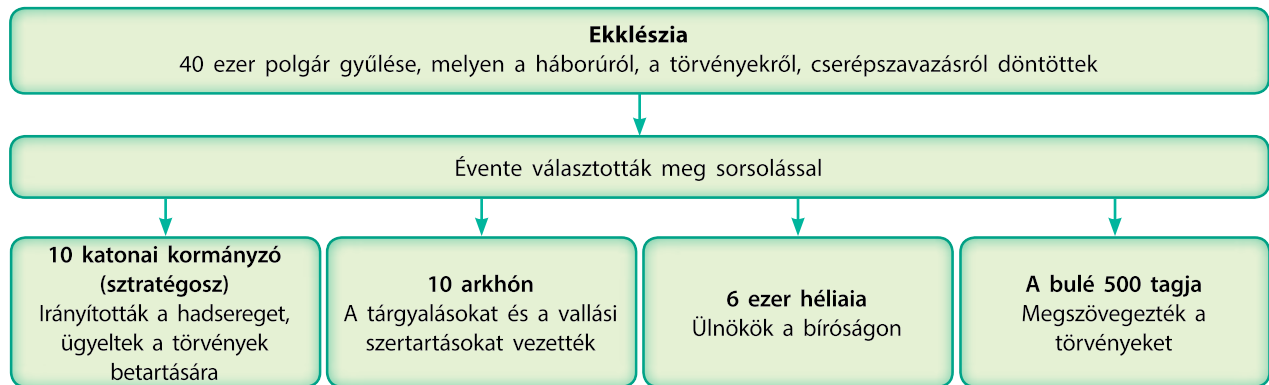 Ekklészia
40 ezer polgár gyűlése, melyen a háborúról, a törvényekről, cserépszavazásról döntöttek
Évente választották meg sorsolással
10 katonai kormányzó
(sztratégosz)
Irányították a hadsereget,
ügyeltek a törvények
betartására
10 arkhón
A tárgyalásokat és a vallási
szertartásokat vezették
6 ezer héliaia
Ülnökök a bíróságon
A bulé 500 tagja
Megszövegezték a
törvényeket